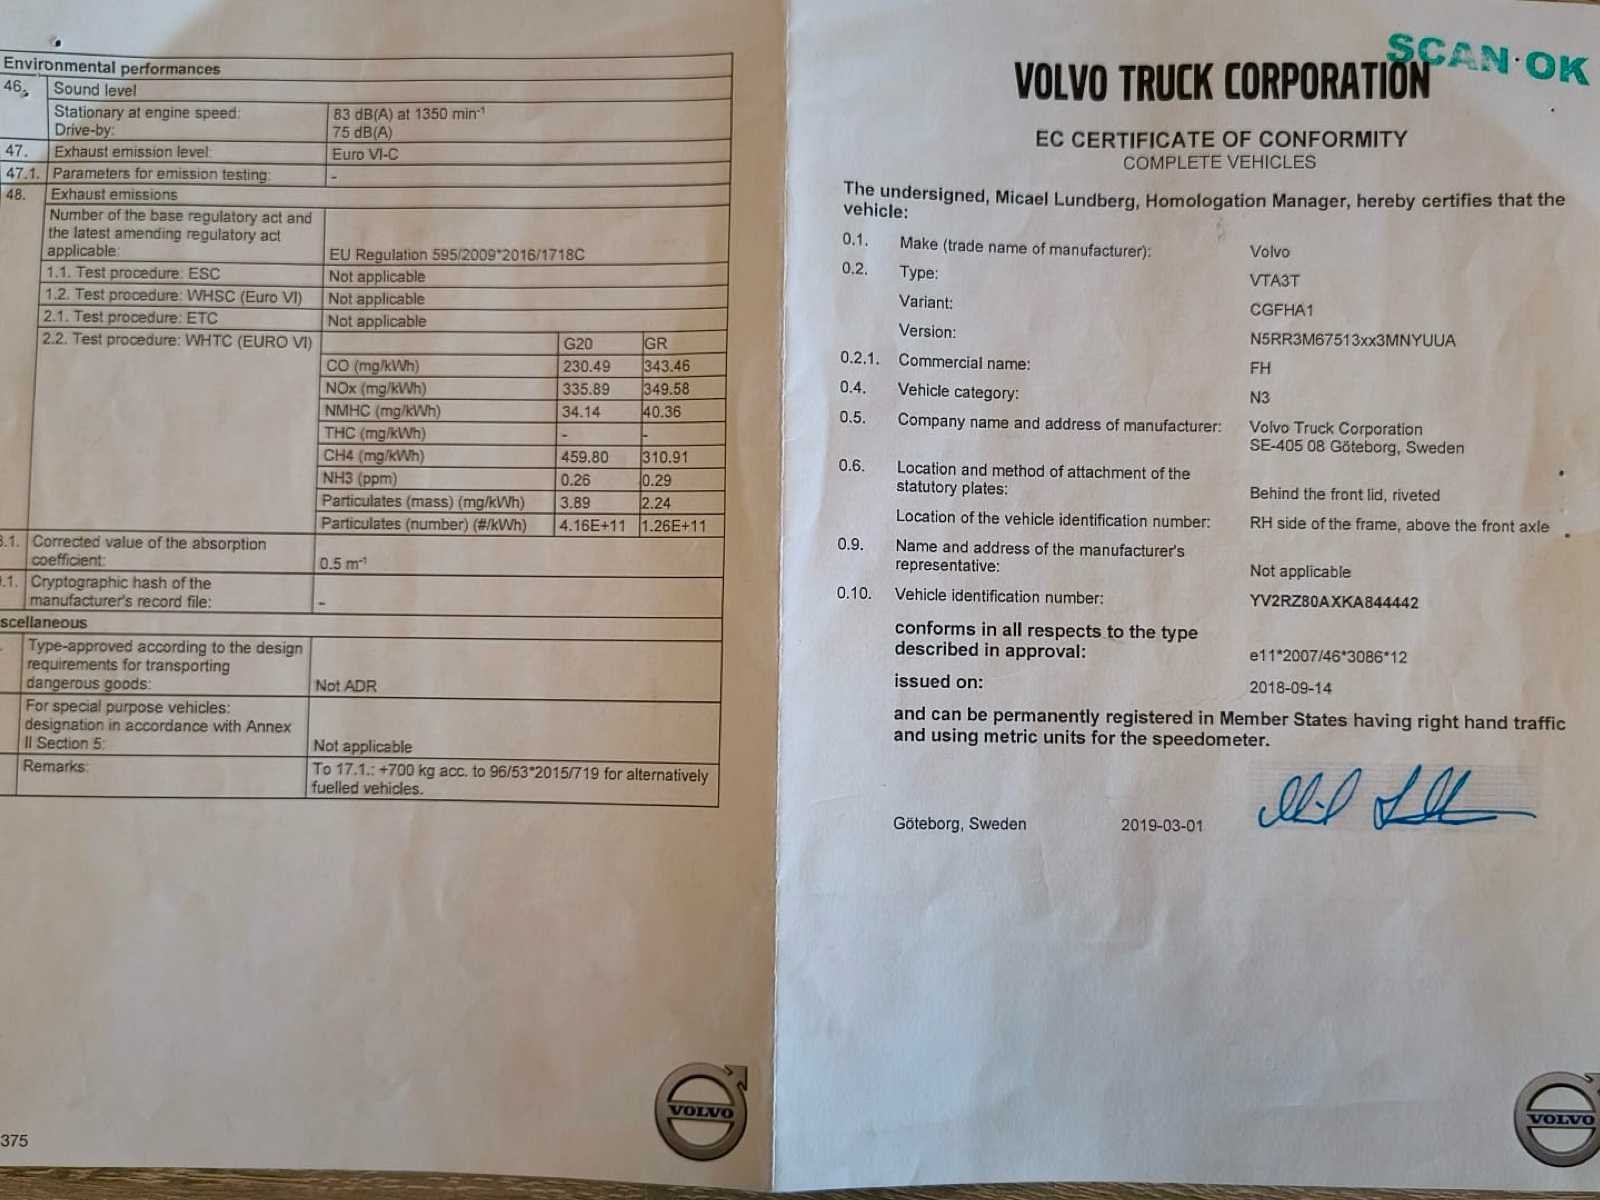 Environmental performances
46. Sound level
Stationary at engine speed: 83 dB(A) at 1350 min⁻¹
Drive-by: 75 dB(A)
47. Exhaust emission level: Euro VI-C
47.1. Parameters for emission testing: -
48. Exhaust emissions
Number of the base regulatory act and
the latest amending regulatory act
applicable: EU Regulation 595/2009*2016/1718C
1.1. Test procedure: ESC Not applicable
1.2. Test procedure: WHSC (Euro VI) Not applicable
2.1. Test procedure: ETC Not applicable
2.2. Test procedure: WHTC (EURO VI) G20 GR
CO (mg/kWh) 230.49 343.46
NOx (mg/kWh) 335.89 349.58
NMHC (mg/kWh) 34.14 40.36
THC (mg/kWh) - -
CH4 (mg/kWh) 459.80 310.91
NH3 (ppm) 0.26 0.29
Particulates (mass) (mg/kWh) 3.89 2.24
Particulates (number) (#/kWh) 4.16E+11 1.26E+11
.1. Corrected value of the absorption
coefficient: 0.5 m⁻¹
.1. Cryptographic hash of the
manufacturer's record file: -
scellaneous
Type-approved according to the design
requirements for transporting
dangerous goods: Not ADR
For special purpose vehicles:
designation in accordance with Annex
II Section 5: Not applicable
Remarks: To 17.1.: +700 kg acc. to 96/53*2015/719 for alternatively
fuelled vehicles.
VOLVO
375
SCAN·OK
VOLVO TRUCK CORPORATION
EC CERTIFICATE OF CONFORMITY
COMPLETE VEHICLES
The undersigned, Micael Lundberg, Homologation Manager, hereby certifies that the
vehicle:
0.1. Make (trade name of manufacturer): Volvo
0.2. Type: VTA3T
Variant: CGFHA1
Version: N5RR3M67513xx3MNYUUA
0.2.1. Commercial name: FH
0.4. Vehicle category: N3
0.5. Company name and address of manufacturer: Volvo Truck Corporation
SE-405 08 Göteborg, Sweden
0.6. Location and method of attachment of the
statutory plates: Behind the front lid, riveted
Location of the vehicle identification number: RH side of the frame, above the front axle
0.9. Name and address of the manufacturer's
representative: Not applicable
0.10. Vehicle identification number: YV2RZ80AXKA844442
conforms in all respects to the type
described in approval: e11*2007/46*3086*12
issued on: 2018-09-14
and can be permanently registered in Member States having right hand traffic
and using metric units for the speedometer.
Göteborg, Sweden 2019-03-01
VOLVO